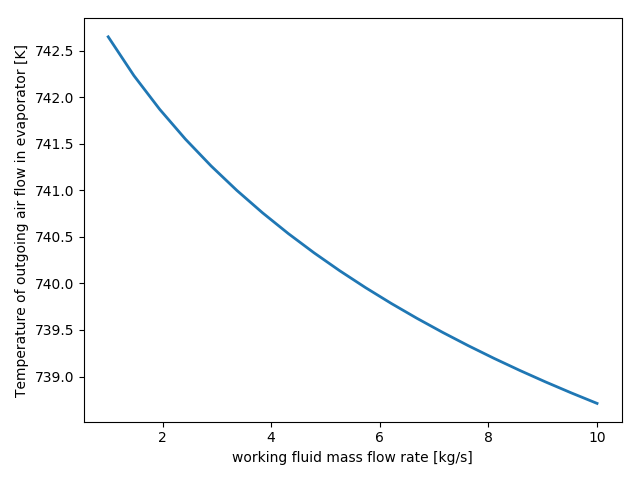 Temperature of outgoing air flow in evaporator [K]
742.5
742.0
741.5
741.0
740.5
740.0
739.5
739.0
2 4 6 8 10
working fluid mass flow rate [kg/s]